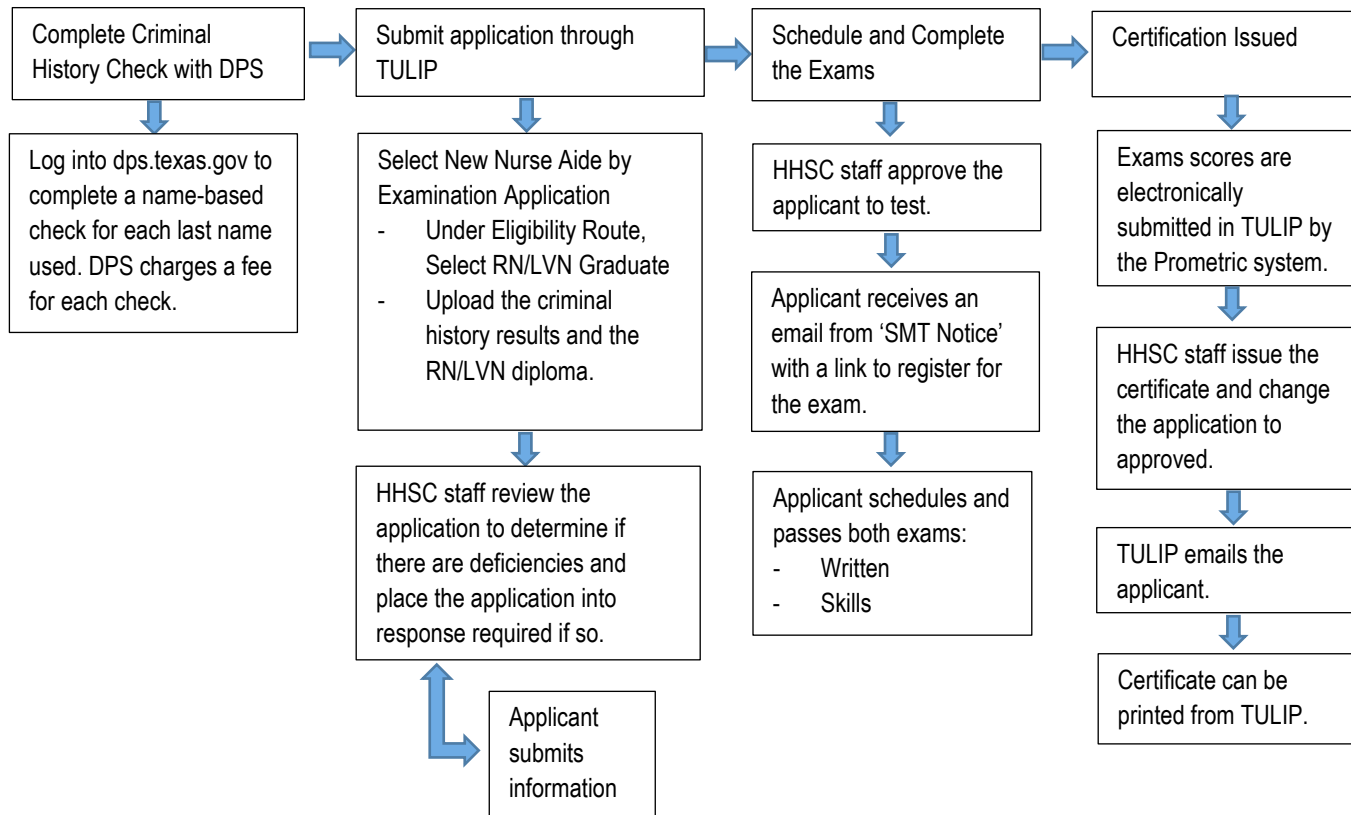 Complete Criminal
History Check with DPS
Submit application through
TULIP
Schedule and Complete
the Exams
Certification Issued
Log into dps.texas.gov to
complete a name-based
check for each last name
used. DPS charges a fee
for each check.
Select New Nurse Aide by
Examination Application
- Under Eligibility Route,
Select RN/LVN Graduate
- Upload the criminal
history results and the
RN/LVN diploma.
HHSC staff review the
application to determine if
there are deficiencies and
place the application into
response required if so.
Applicant
submits
information
HHSC staff approve the
applicant to test.
Applicant receives an
email from ‘SMT Notice’
with a link to register for
the exam.
Applicant schedules and
passes both exams:
- Written
- Skills
Exams scores are
electronically
submitted in TULIP by
the Prometric system.
HHSC staff issue the
certificate and change
the application to
approved.
TULIP emails the
applicant.
Certificate can be
printed from TULIP.